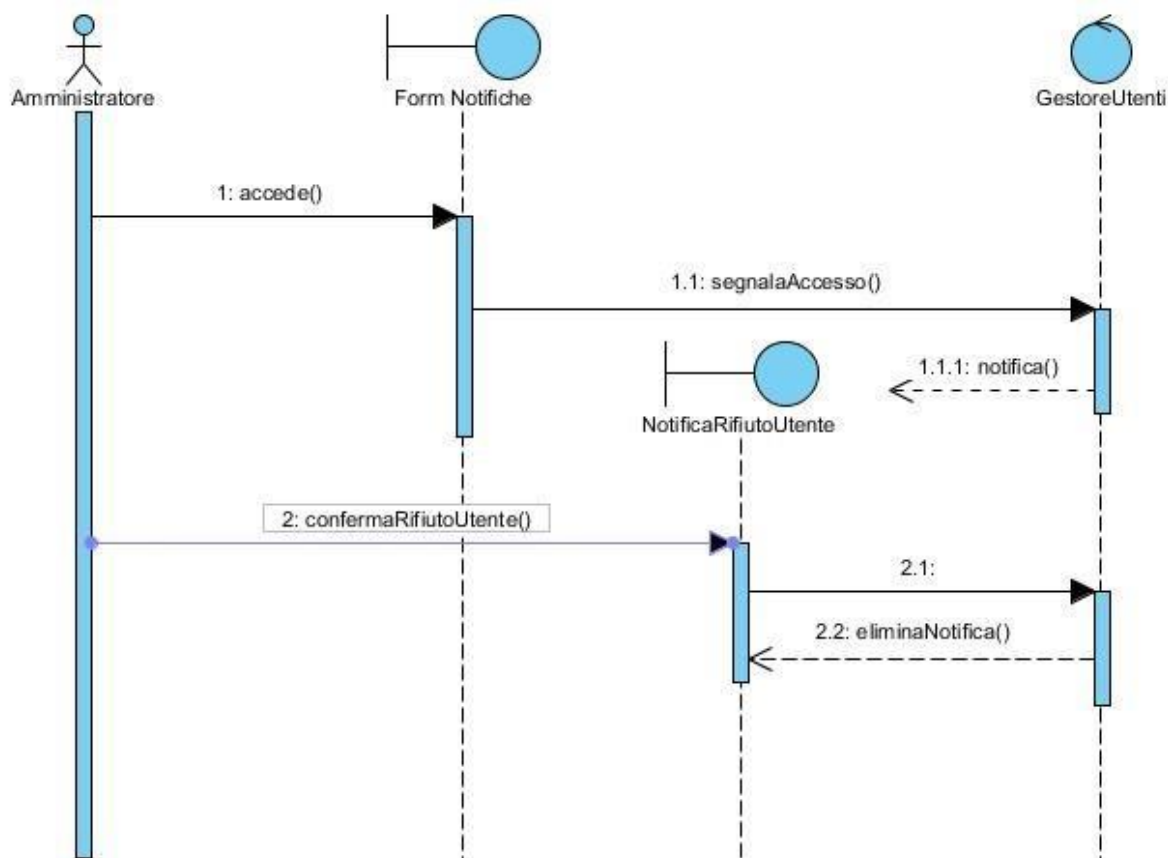 Amministratore
Form Notifiche
GestoreUtenti
1: accede()
1.1: segnalaAccesso()
1.1.1: notifica()
NotificaRifiutoUtente
2: confermaRifiutoUtente()
2.1:
2.2: eliminaNotifica()